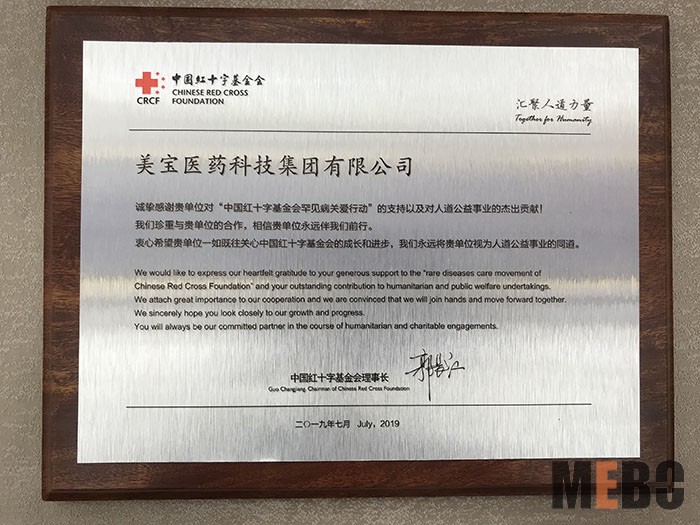 中国红十字基金会
CHINESE RED CROSS
FOUNDATION
CRCF
汇聚人道力量
Together for Humanity
美宝医药科技集团有限公司
诚挚感谢贵单位对“中国红十字基金会罕见病关爱行动”的支持以及对人道公益事业的杰出贡献！
我们珍重与贵单位的合作，相信贵单位永远伴我们前行。
衷心希望贵单位一如既往关心中国红十字基金会的成长和进步，我们永远将贵单位视为人道公益事业的同道。
We would like to express our heartfelt gratitude to your generous support to the “rare diseases care movement of
Chinese Red Cross Foundation” and your outstanding contribution to humanitarian and public welfare undertakings.
We attach great importance to our cooperation and we are convinced that we will join hands and move forward together.
We sincerely hope you look closely to our growth and progress.
You will always be our committed partner in the course of humanitarian and charitable engagements.
中国红十字基金会理事长
Guo Changjiang, Chairman of Chinese Red Cross Foundation
郭长江
二〇一九年七月 July, 2019
MEBO